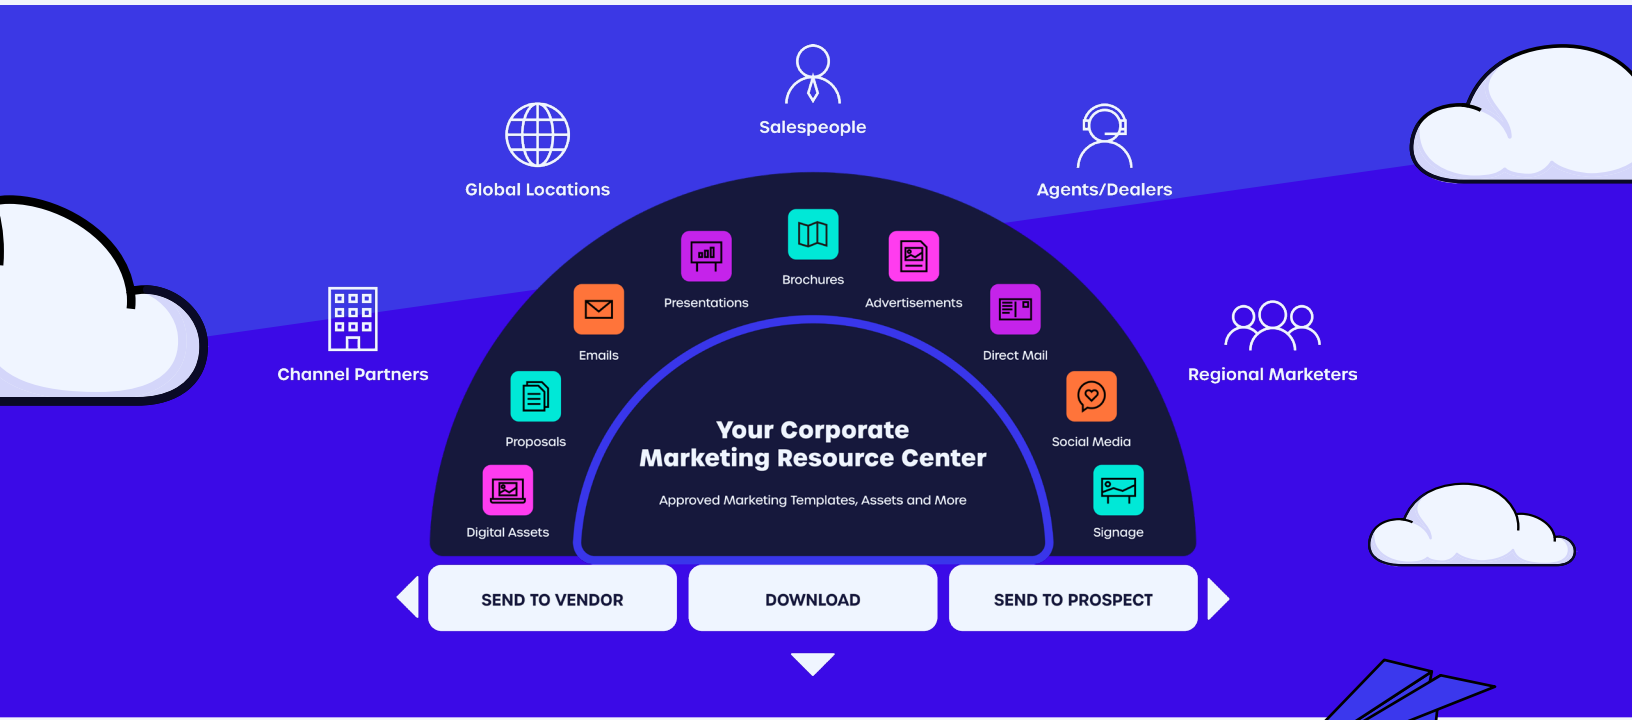 Salespeople
Global Locations
Agents/Dealers
Channel Partners
Regional Marketers
Brochures
Presentations
Advertisements
Emails
Direct Mail
Proposals
Social Media
Digital Assets
Signage
Your Corporate
Marketing Resource Center
Approved Marketing Templates, Assets and More
SEND TO VENDOR
DOWNLOAD
SEND TO PROSPECT